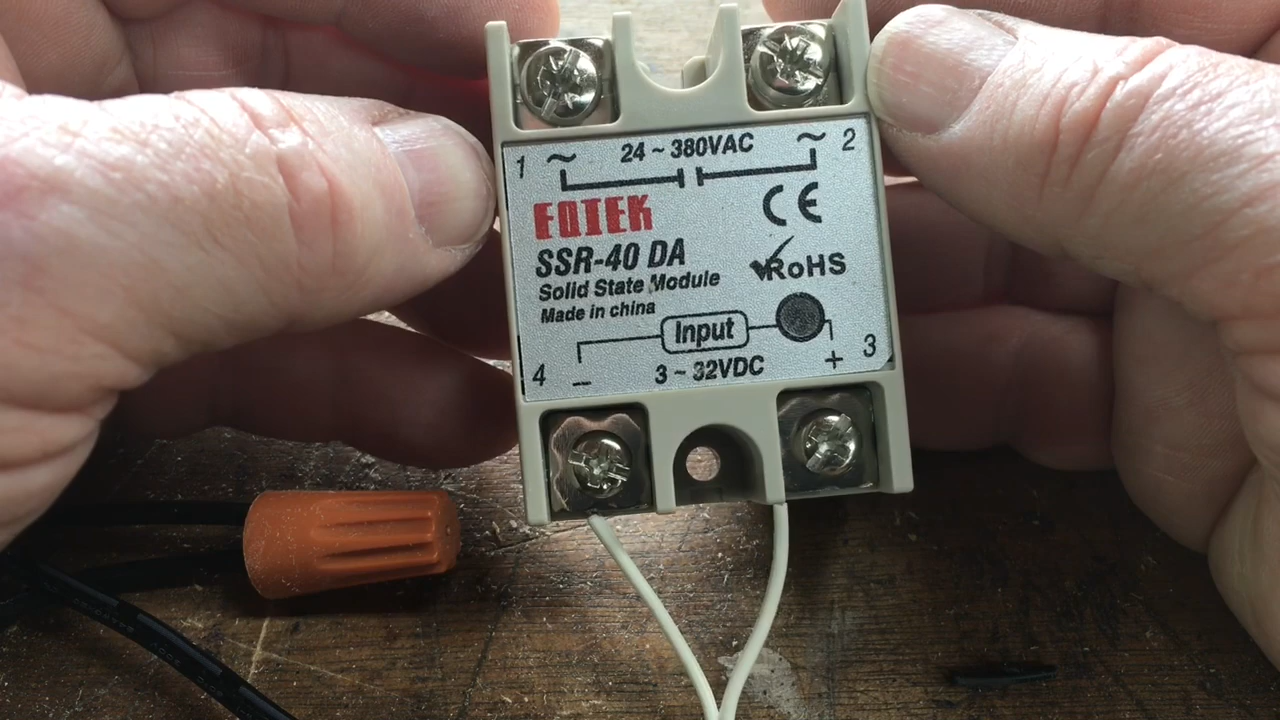 1 ~ 24 ~ 380VAC ~ 2
EQTEK
CE
SSR-40 DA
RoHS
Solid State Module
Made in china
Input
4 - 3 ~ 32VDC + 3